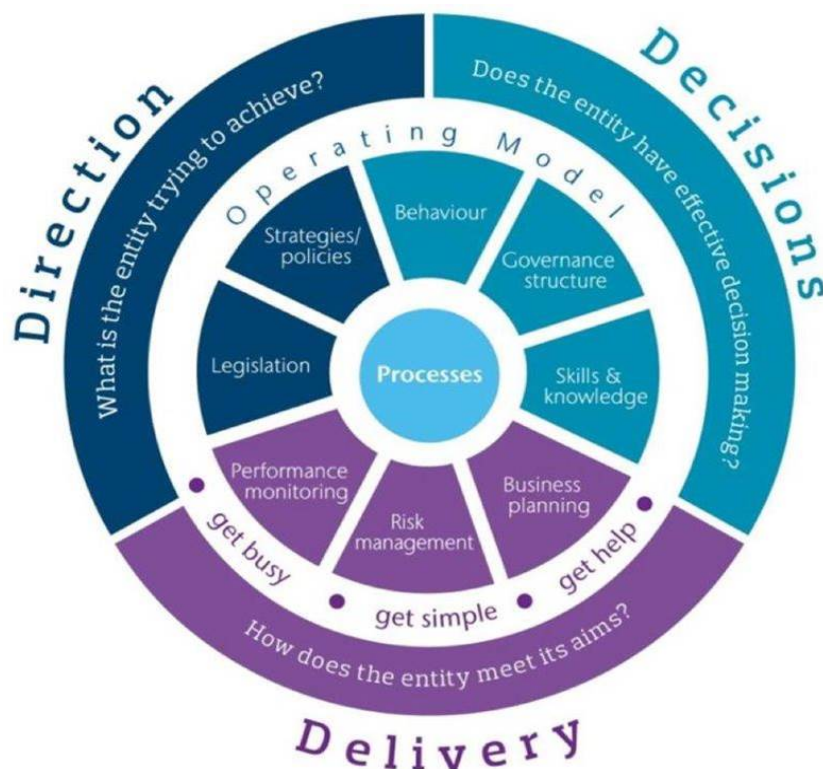 Direction
Decisions
Delivery
What is the entity trying to achieve?
Does the entity have effective decision making?
How does the entity meet its aims?
Operating Model
Strategies/
policies
Behaviour
Governance
structure
Legislation
Processes
Skills &
knowledge
Performance
monitoring
Risk
management
Business
planning
• get busy
• get simple
• get help •